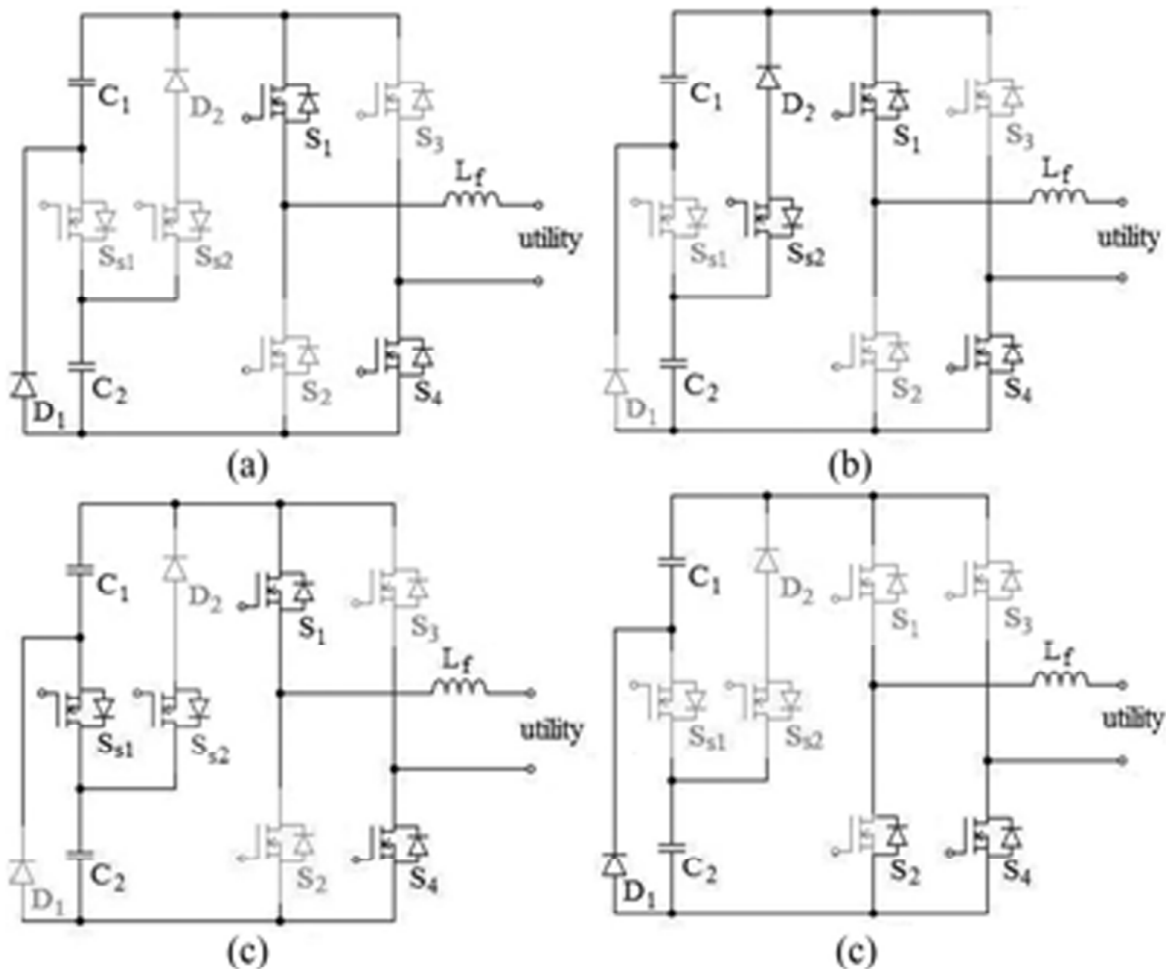 C1
D2
S1
S3
Lf
utility
Ss1
Ss2
C2
D1
S2
S4
(a)
C1
D2
S1
S3
Lf
utility
Ss1
Ss2
C2
D1
S2
S4
(b)
C1
D2
S1
S3
Lf
utility
Ss1
Ss2
C2
D1
S2
S4
(c)
C1
D2
S1
S3
Lf
utility
Ss1
Ss2
C2
D1
S2
S4
(c)